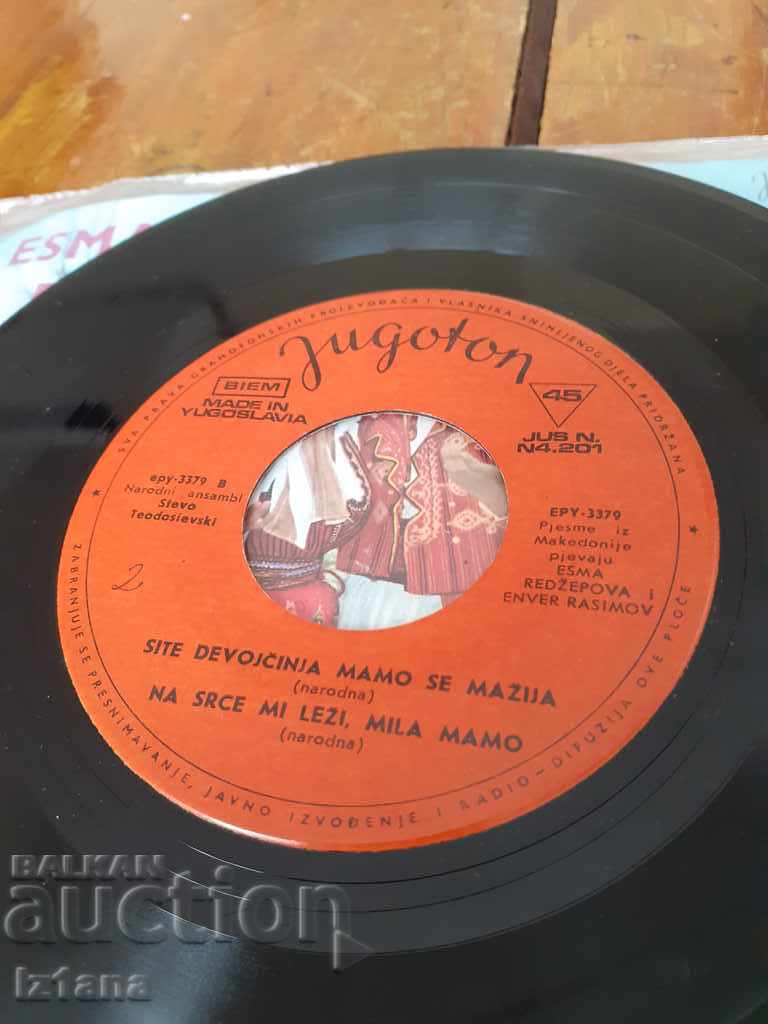 ESMA
SVA PRAVA GRAMOFONSKIH PROIZVOĐAČA I VLASNIKA SNIMLJENOG DJELA PRIDRŽANA
Jugoton
BIEM
MADE IN
YUGOSLAVIA
45
JUS N.
N4.201
epy-3379 B
Narodni ansambl
Stevo
Teodosievski
EPY-3379
Pjesme iz
Makedonije
pjevaju
ESMA
REDŽEPOVA i
ENVER RASIMOV
2
SITE DEVOJČINJA MAMO SE MAŽIJA
(narodna)
NA SRCE MI LEŽI, MILA MAMO
(narodna)
ZABRANJUJE SE PRESNIMAVANJE, JAVNO IZVOĐENJE I RADIO-DIFUZIJA OVE PLOČE
BALKAN
auction
Iz1ana